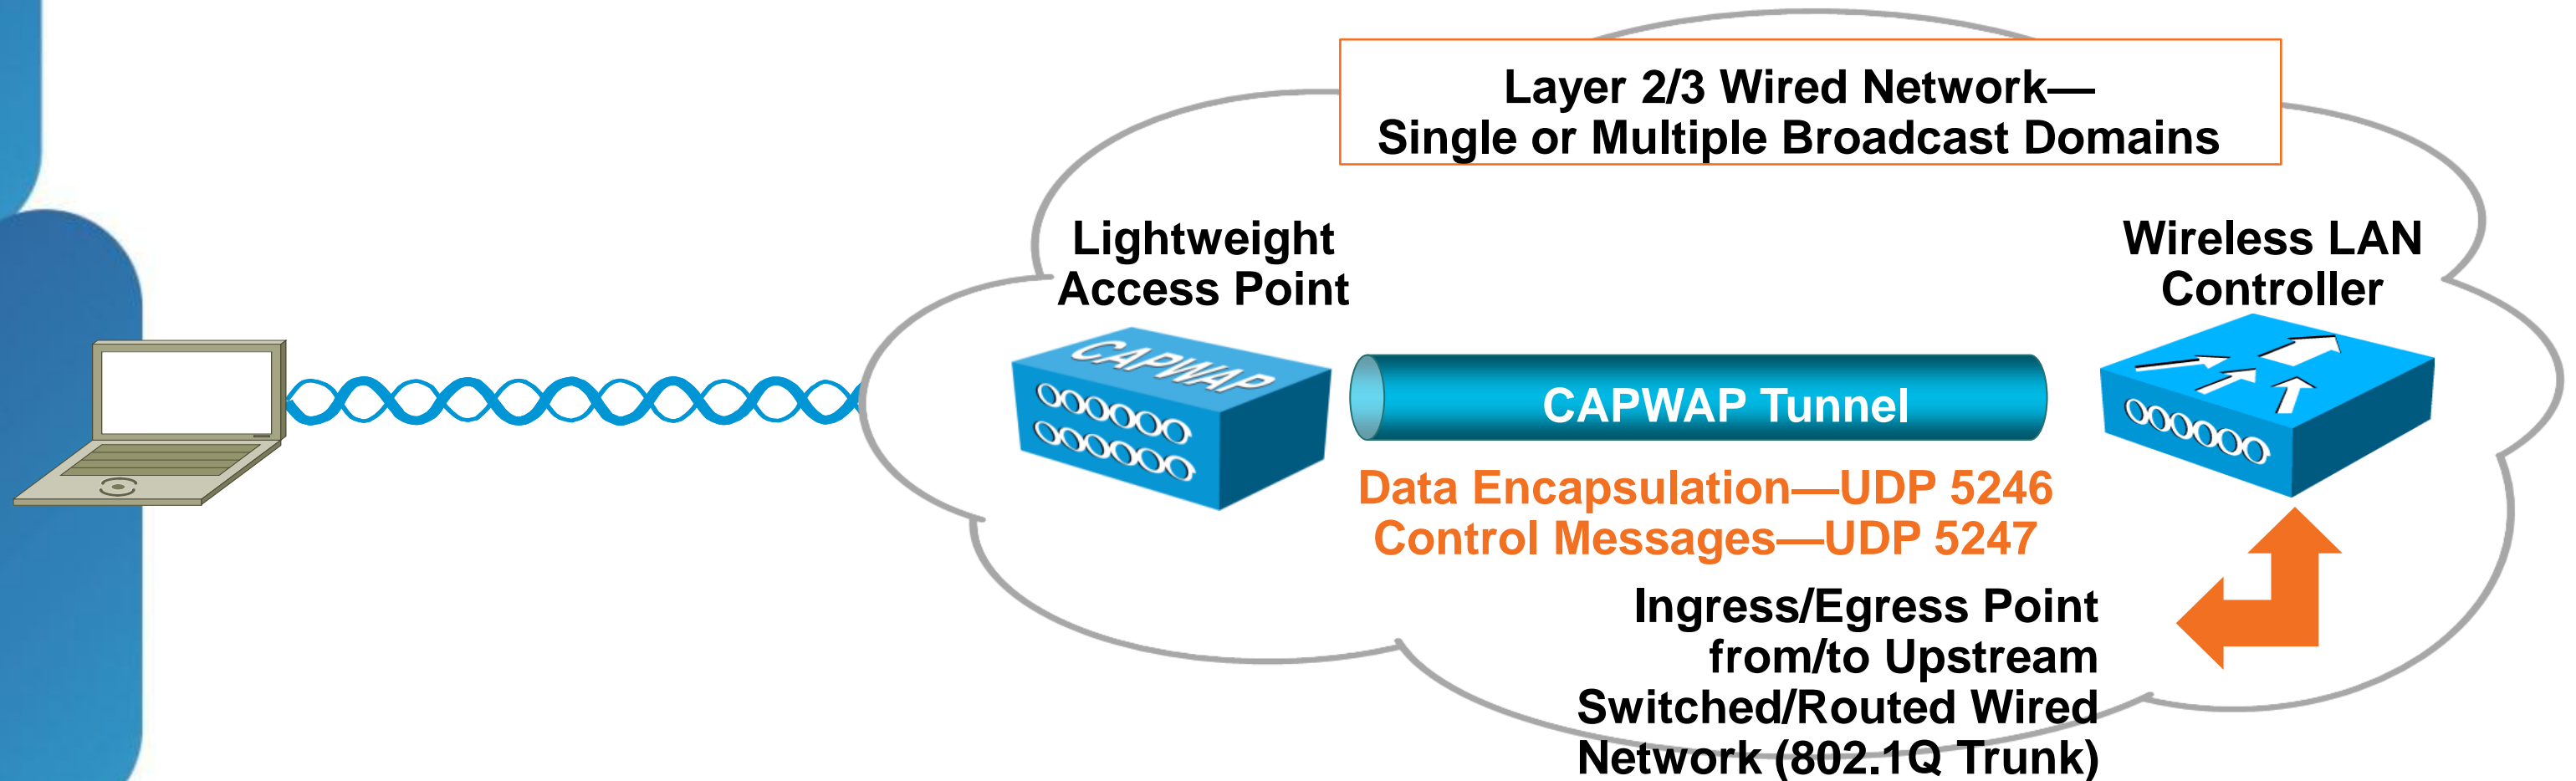 Layer 2/3 Wired Network—
Single or Multiple Broadcast Domains
Lightweight
Access Point
Wireless LAN
Controller
CAPWAP
CAPWAP Tunnel
Data Encapsulation—UDP 5246
Control Messages—UDP 5247
Ingress/Egress Point
from/to Upstream
Switched/Routed Wired
Network (802.1Q Trunk)